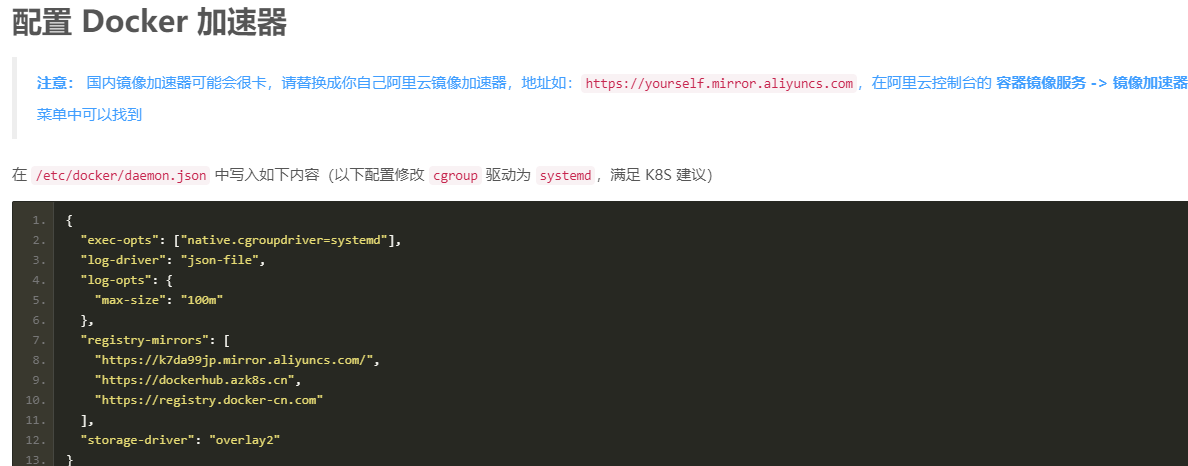 配置 Docker 加速器
注意： 国内镜像加速器可能会很卡，请替换成你自己阿里云镜像加速器，地址如： https://yourself.mirror.aliyuncs.com ，在阿里云控制台的 容器镜像服务 -> 镜像加速器
菜单中可以找到
在 /etc/docker/daemon.json 中写入如下内容（以下配置修改 cgroup 驱动为 systemd ，满足 K8S 建议）
1. {
2.   "exec-opts": ["native.cgroupdriver=systemd"],
3.   "log-driver": "json-file",
4.   "log-opts": {
5.     "max-size": "100m"
6.   },
7.   "registry-mirrors": [
8.     "https://k7da99jp.mirror.aliyuncs.com/",
9.     "https://dockerhub.azk8s.cn",
10.     "https://registry.docker-cn.com"
11.   ],
12.   "storage-driver": "overlay2"
13. }